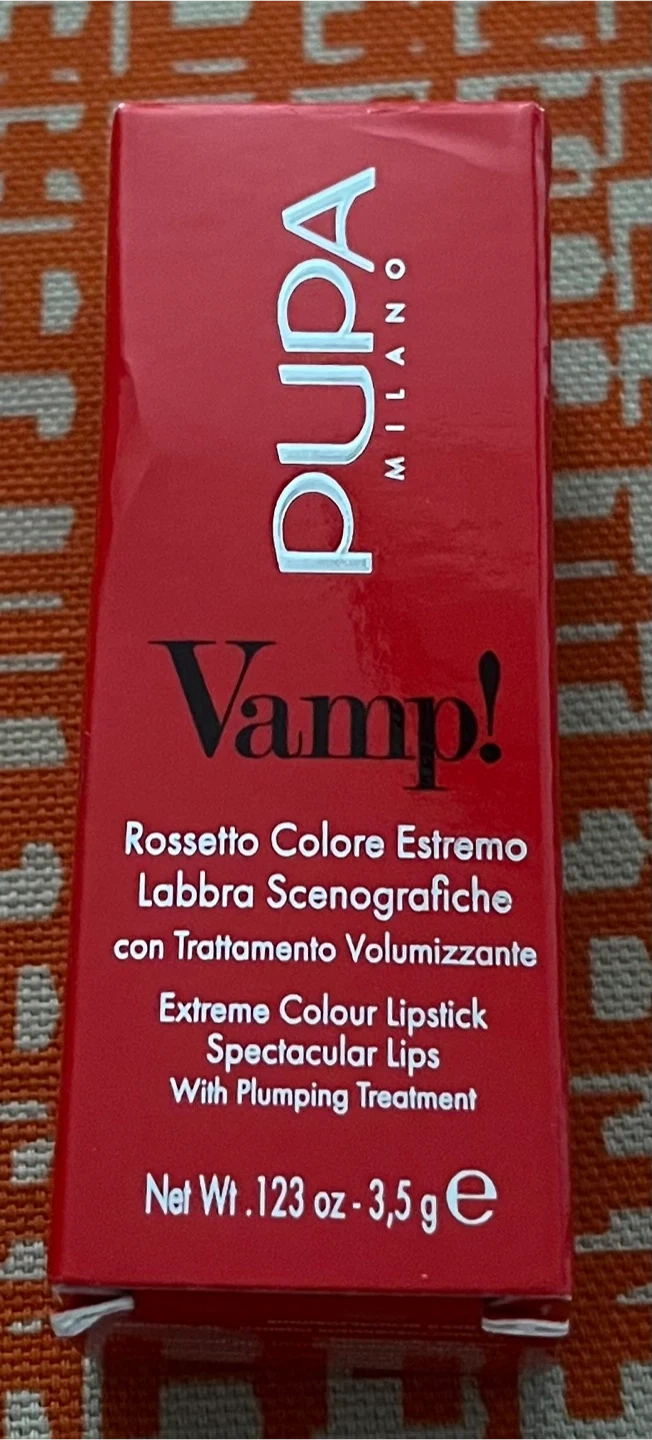 PUPA
MILANO
Vamp!
Rossetto Colore Estremo
Labbra Scenografiche
con Trattamento Volumizzante
Extreme Colour Lipstick
Spectacular Lips
With Plumping Treatment
Net Wt .123 oz - 3,5 g ℮